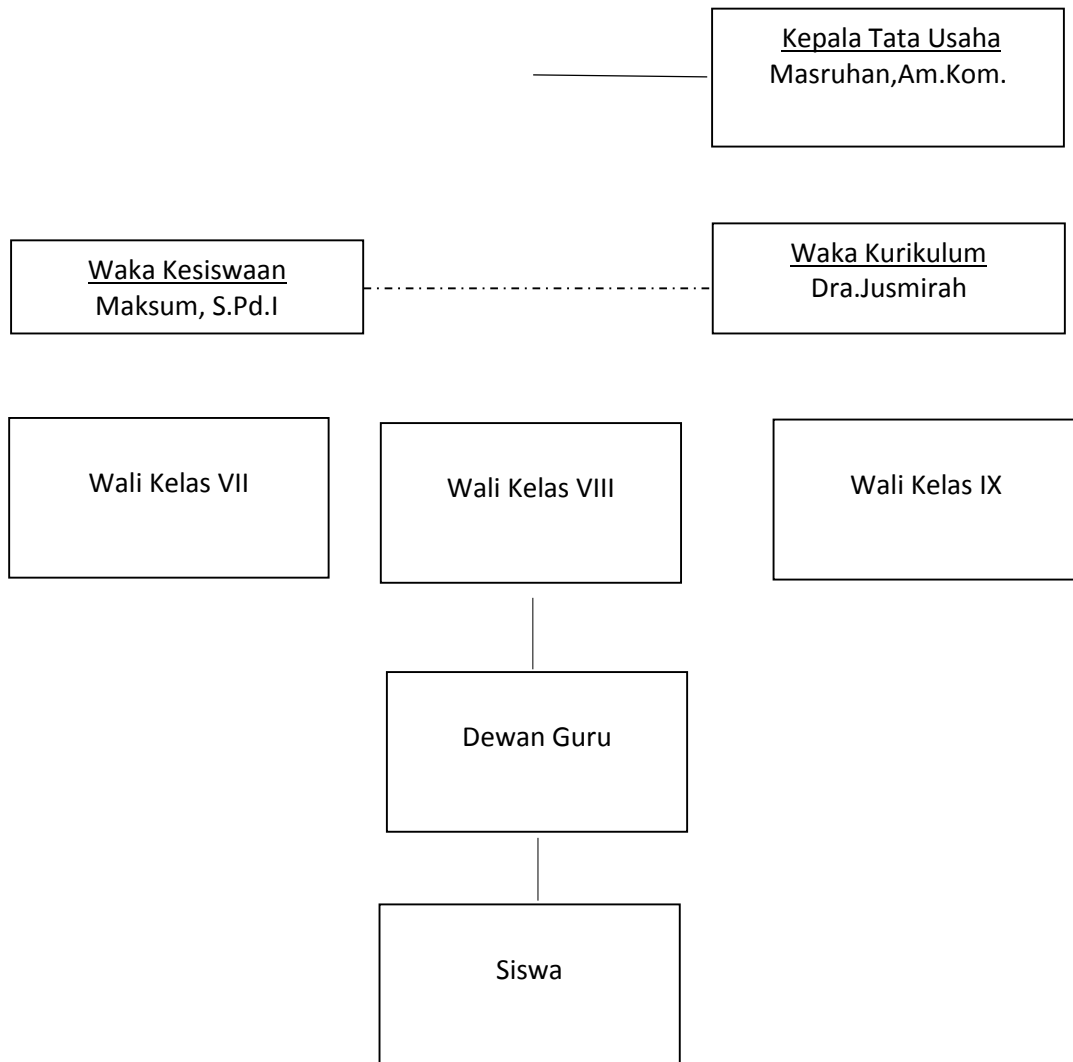 Kepala Tata Usaha
Masruhan,Am.Kom.
Waka Kesiswaan
Maksum, S.Pd.I
Waka Kurikulum
Dra.Jusmirah
Wali Kelas VII
Wali Kelas VIII
Wali Kelas IX
Dewan Guru
Siswa